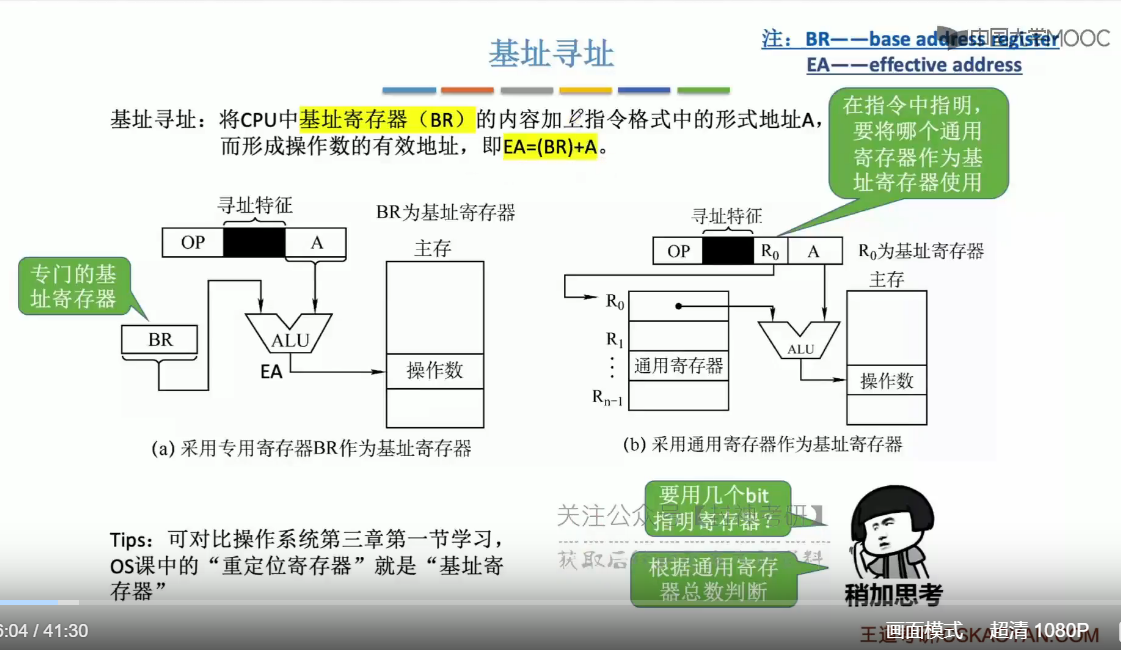 基址寻址
注：BR——base address register
EA——effective address
中国大学MOOC
基址寻址：将CPU中基址寄存器（BR）的内容加上指令格式中的形式地址A，
而形成操作数的有效地址，即EA=(BR)+A。
在指令中指明，
要将哪个通用
寄存器作为基
址寄存器使用
寻址特征
OP
A
BR为基址寄存器
主存
专门的基
址寄存器
BR
ALU
EA
操作数
(a) 采用专用寄存器BR作为基址寄存器
寻址特征
OP
R0
A
R0为基址寄存器
主存
R0
R1
⋮
通用寄存器
Rn−1
ALU
操作数
(b) 采用通用寄存器作为基址寄存器
要用几个bit
指明寄存器？
关注公众
考研】
获取后
料
根据通用寄存
器总数判断
稍加思考
Tips：可对比操作系统第三章第一节学习，
OS课中的“重定位寄存器”就是“基址寄
存器”
6:04 / 41:30
画面模式
超清 1080P